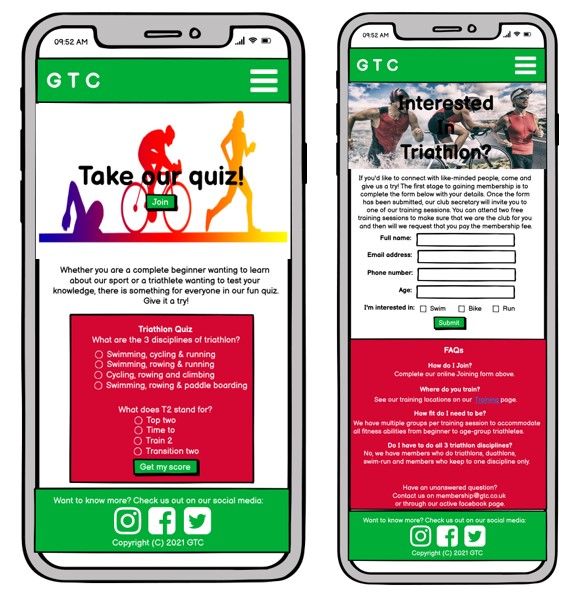 09:52 AM
GTC
Take our quiz!
Join
Whether you are a complete beginner wanting to learn
about our sport or a triathlete wanting to test your
knowledge, there is something for everyone in our fun quiz.
Give it a try!
Triathlon Quiz
What are the 3 disciplines of triathlon?
Swimming, cycling & running
Swimming, rowing & running
Cycling, rowing and climbing
Swimming, rowing & paddle boarding
What does T2 stand for?
Top two
Time to
Train 2
Transition two
Get my score
Want to know more? Check us out on our social media:
Copyright (C) 2021 GTC
09:52 AM
GTC
Interested
In
Triathlon?
If you'd like to connect with like-minded people, come and
give us a try! The first stage to gaining membership is to
complete the form below with your details. Once the form
has been submitted, our club secretary will invite you to
one of our training sessions. You can attend two free
training sessions to make sure that we are the club for you
and then will we request that you pay the membership fee.
Full name:
Email address:
Phone number:
Age:
I'm interested in: Swim Bike Run
Submit
FAQs
How do I Join?
Complete our online Joining form above.
Where do you train?
See our training locations on our Training page.
How fit do I need to be?
We have multiple groups per training session to accommodate
all fitness abilities from beginner to age-group triathletes.
Do I have to do all 3 triathlon disciplines?
No, we have members who do triathlons, duathlons,
swim-run and members who keep to one discipline only.
Have an unanswered question?
Contact us on membership@gtc.co.uk
or through our active facebook page.
Want to know more? Check us out on our social media:
Copyright (C) 2021 GTC